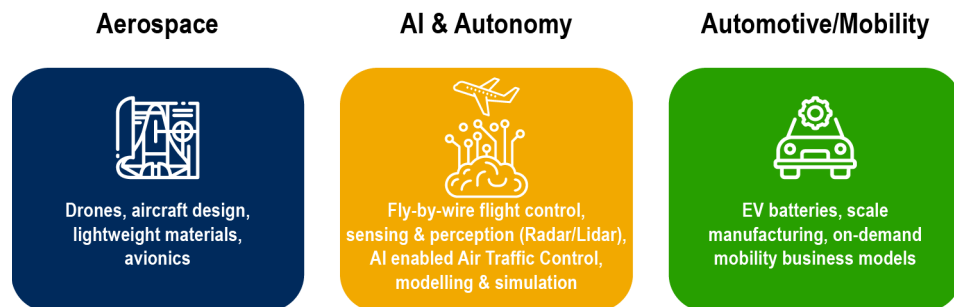 Aerospace
AI & Autonomy
Automotive/Mobility
Drones, aircraft design,
lightweight materials,
avionics
Fly-by-wire flight control,
sensing & perception (Radar/Lidar),
AI enabled Air Traffic Control,
modelling & simulation
EV batteries, scale
manufacturing, on-demand
mobility business models